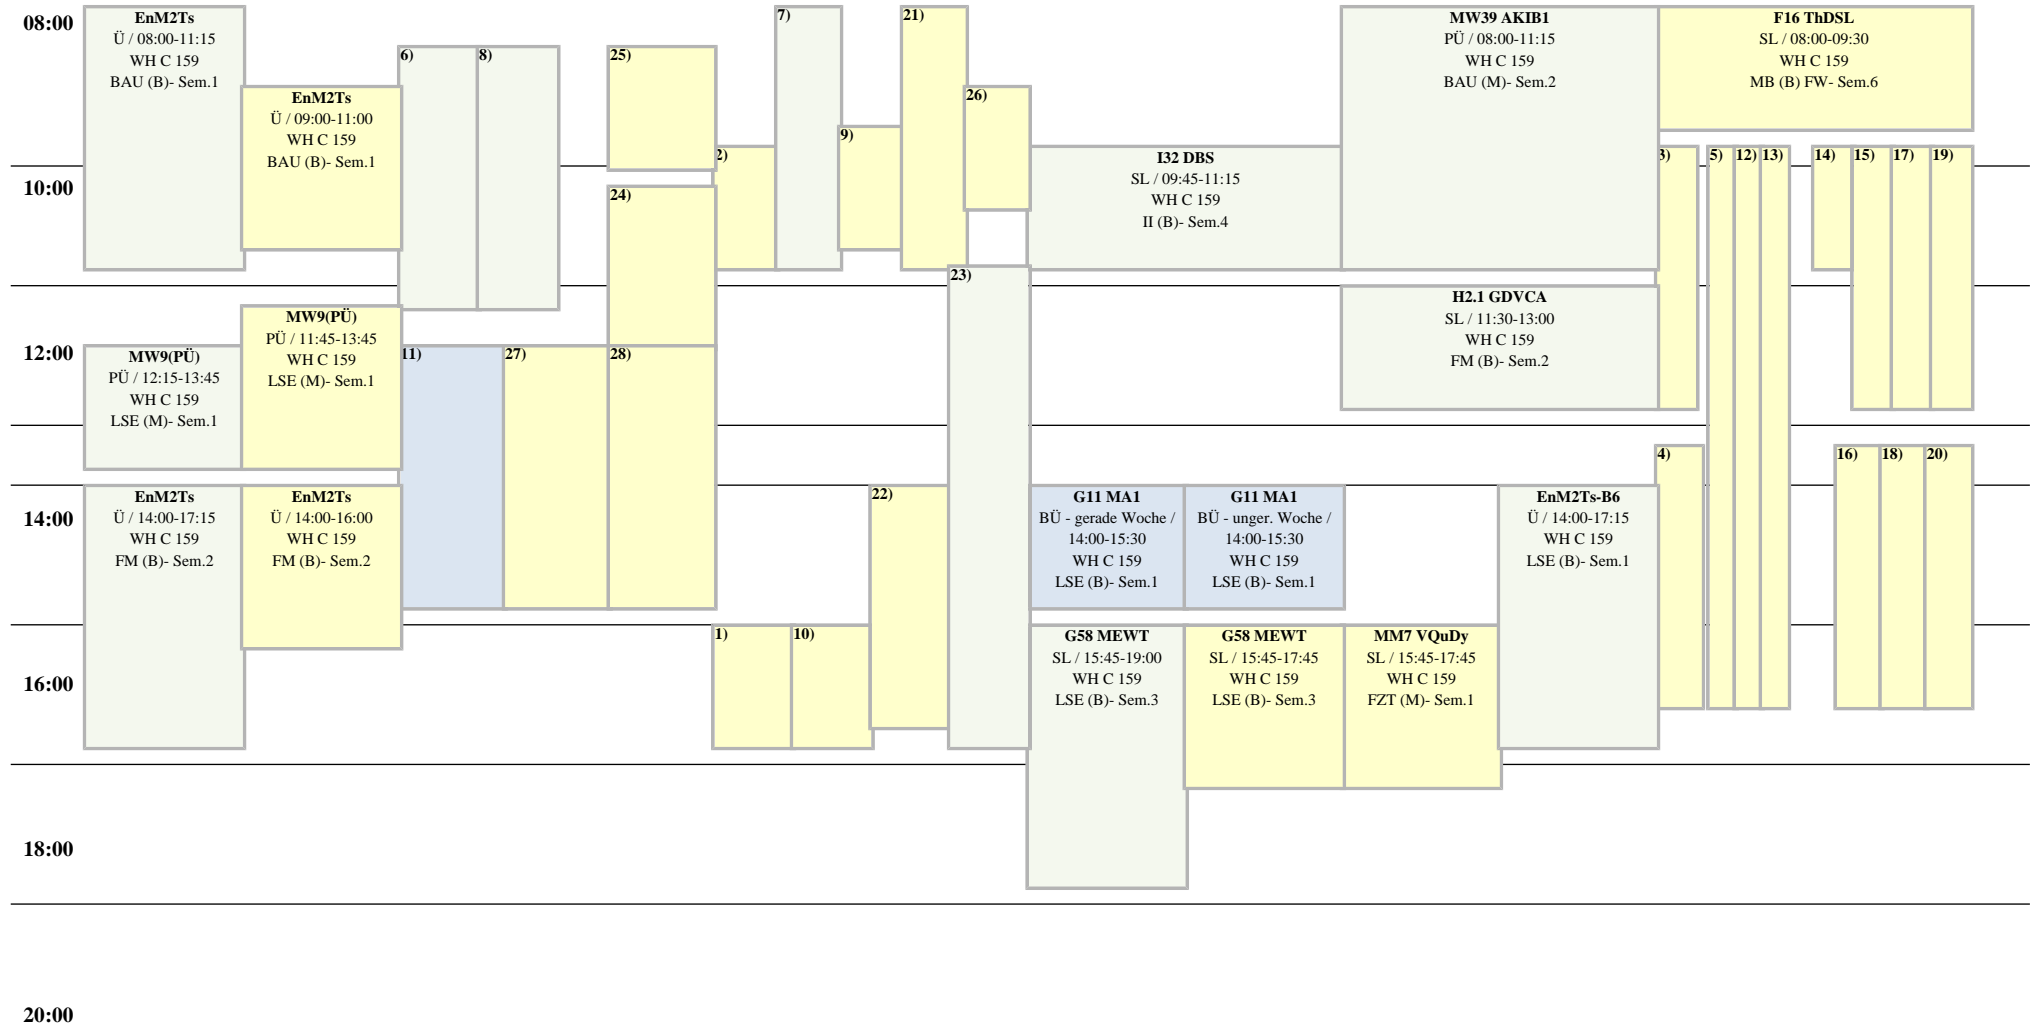 08:00
10:00
12:00
14:00
16:00
18:00
20:00
EnM2Ts
Ü / 08:00-11:15
WH C 159
BAU (B)- Sem.1
EnM2Ts
Ü / 09:00-11:00
WH C 159
BAU (B)- Sem.1
MW9(PÜ)
PÜ / 12:15-13:45
WH C 159
LSE (M)- Sem.1
MW9(PÜ)
PÜ / 11:45-13:45
WH C 159
LSE (M)- Sem.1
EnM2Ts
Ü / 14:00-17:15
WH C 159
FM (B)- Sem.2
EnM2Ts
Ü / 14:00-16:00
WH C 159
FM (B)- Sem.2
6)
8)
11)
27)
25)
24)
28)
2)
7)
9)
21)
26)
23)
22)
1)
10)
I32 DBS
SL / 09:45-11:15
WH C 159
II (B)- Sem.4
MW39 AKIB1
PÜ / 08:00-11:15
WH C 159
BAU (M)- Sem.2
H2.1 GDVCA
SL / 11:30-13:00
WH C 159
FM (B)- Sem.2
G11 MA1
BÜ - gerade Woche /
14:00-15:30
WH C 159
LSE (B)- Sem.1
G11 MA1
BÜ - unger. Woche /
14:00-15:30
WH C 159
LSE (B)- Sem.1
G58 MEWT
SL / 15:45-19:00
WH C 159
LSE (B)- Sem.3
G58 MEWT
SL / 15:45-17:45
WH C 159
LSE (B)- Sem.3
MM7 VQuDy
SL / 15:45-17:45
WH C 159
FZT (M)- Sem.1
EnM2Ts-B6
Ü / 14:00-17:15
WH C 159
LSE (B)- Sem.1
F16 ThDSL
SL / 08:00-09:30
WH C 159
MB (B) FW- Sem.6
3)
5)
12)
13)
14)
15)
17)
19)
4)
16)
18)
20)